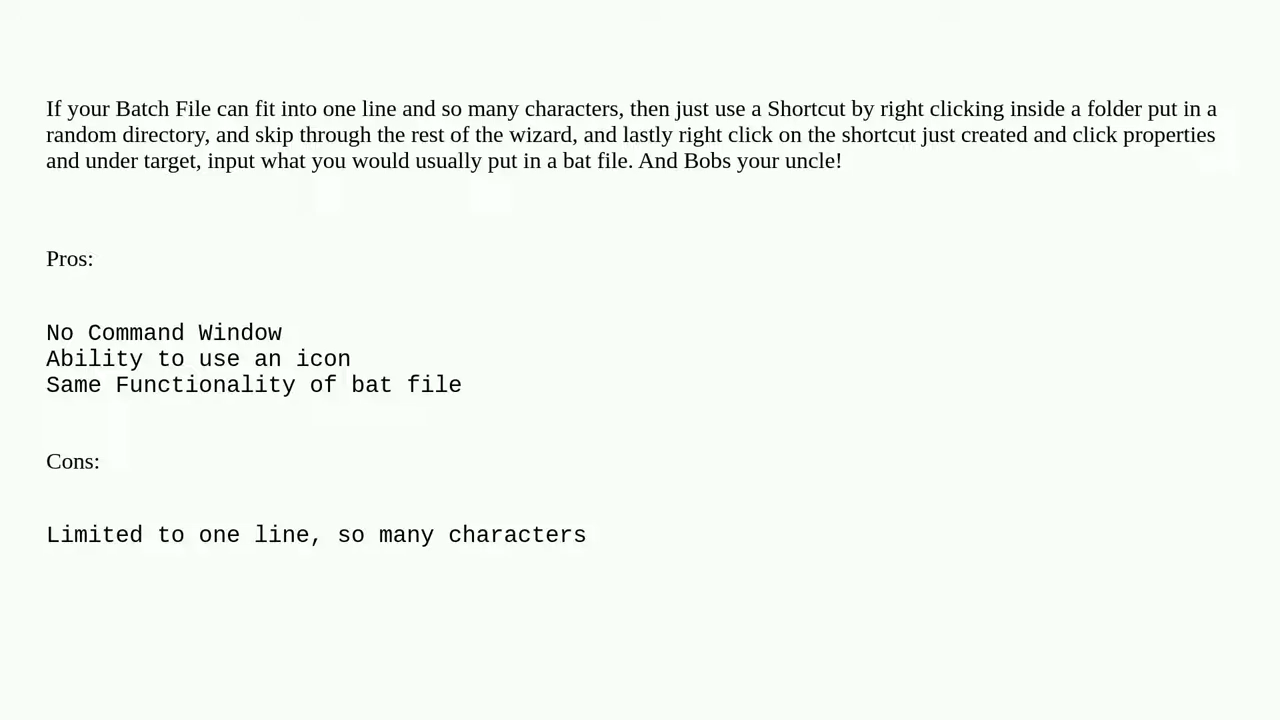 If your Batch File can fit into one line and so many characters, then just use a Shortcut by right clicking inside a folder put in a
random directory, and skip through the rest of the wizard, and lastly right click on the shortcut just created and click properties
and under target, input what you would usually put in a bat file. And Bobs your uncle!
Pros:
No Command Window
Ability to use an icon
Same Functionality of bat file
Cons:
Limited to one line, so many characters